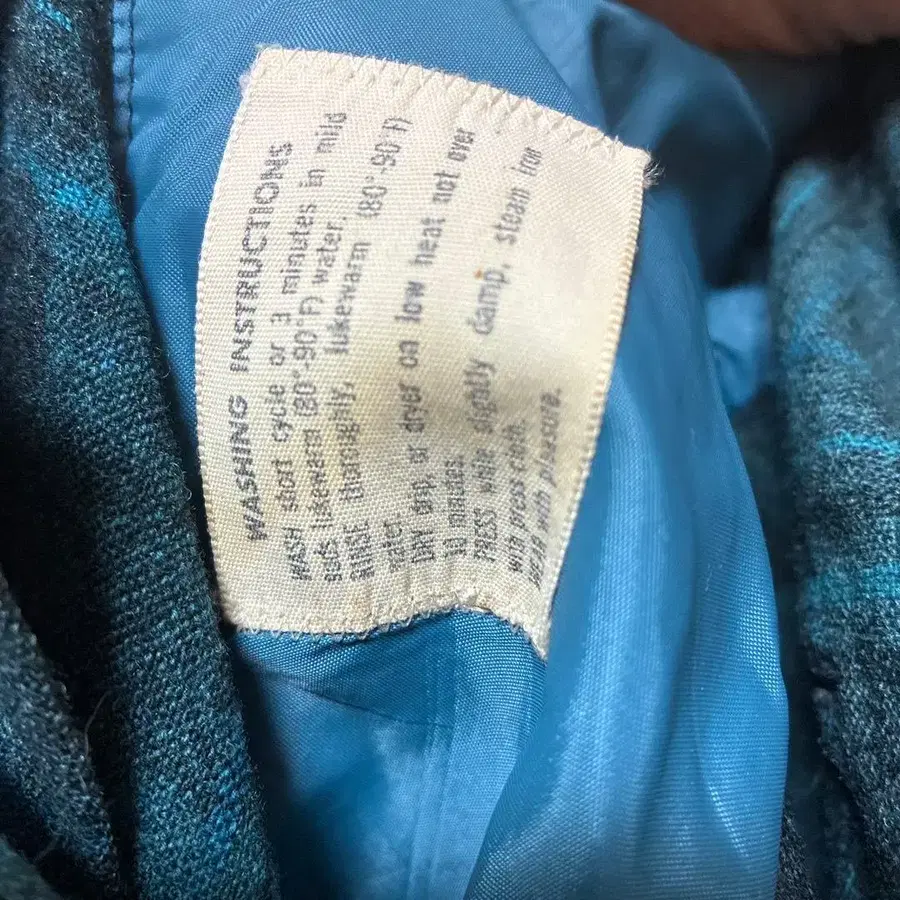 WASHING INSTRUCTIONS
WASH short cycle or 3 minutes in mild
suds lukewarm (80°-90°F) water.
RINSE thoroughly, lukewarm (80°-90°F)
water
DAY drip, or dryer on low heat not over
10 minutes.
PRESS while slightly damp, steam iron
with press cloth.
WEAR with pleasure.